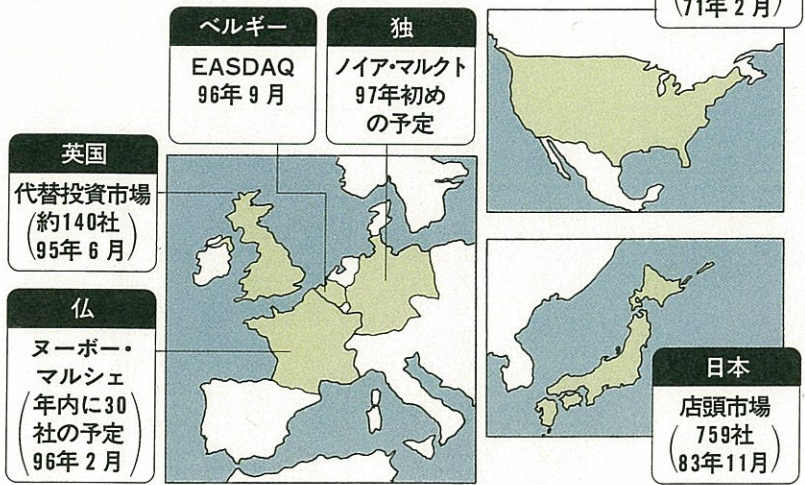 (71年2月)
ベルギー
EASDAQ
96年9月
独
ノイア・マルクト
97年初め
の予定
英国
代替投資市場
(約140社
95年6月)
仏
ヌーボー・
マルシェ
(年内に30
社の予定
96年2月)
日本
店頭市場
(759社
83年11月)